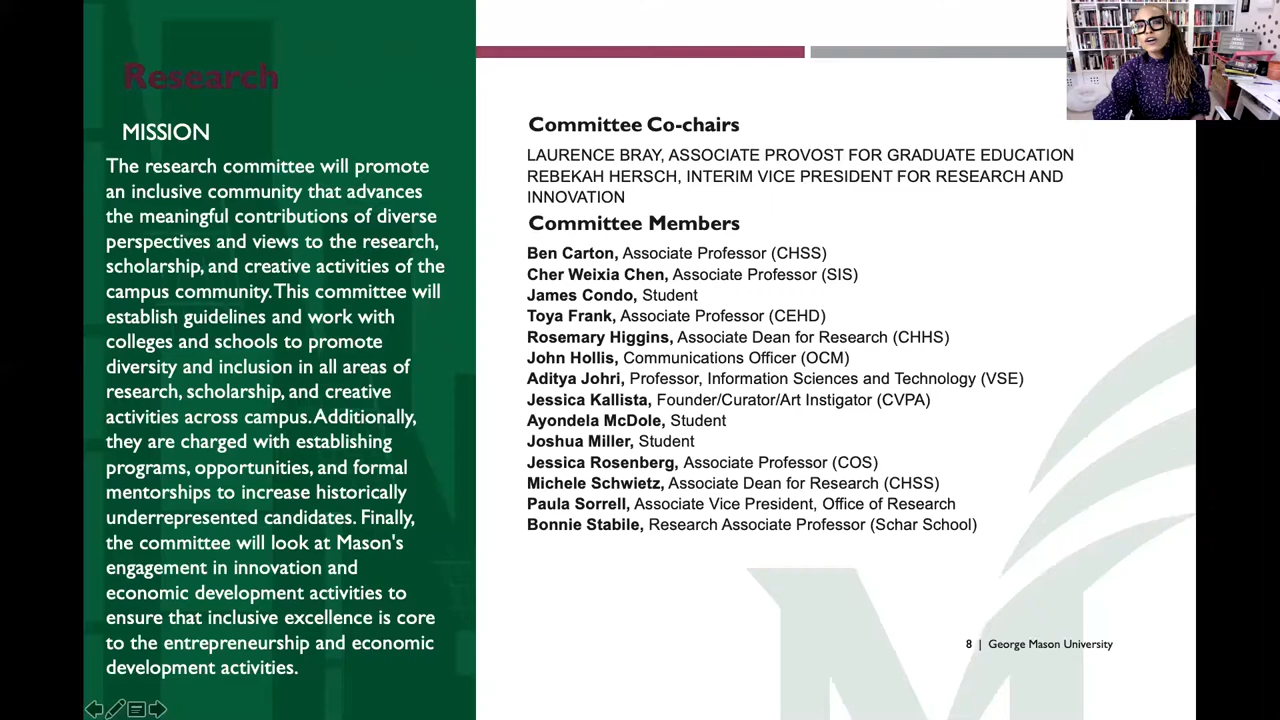 Research
MISSION
The research committee will promote
an inclusive community that advances
the meaningful contributions of diverse
perspectives and views to the research,
scholarship, and creative activities of the
campus community. This committee will
establish guidelines and work with
colleges and schools to promote
diversity and inclusion in all areas of
research, scholarship, and creative
activities across campus. Additionally,
they are charged with establishing
programs, opportunities, and formal
mentorships to increase historically
underrepresented candidates. Finally,
the committee will look at Mason's
engagement in innovation and
economic development activities to
ensure that inclusive excellence is core
to the entrepreneurship and economic
development activities.
Committee Co-chairs
LAURENCE BRAY, ASSOCIATE PROVOST FOR GRADUATE EDUCATION
REBEKAH HERSCH, INTERIM VICE PRESIDENT FOR RESEARCH AND
INNOVATION
Committee Members
Ben Carton, Associate Professor (CHSS)
Cher Weixia Chen, Associate Professor (SIS)
James Condo, Student
Toya Frank, Associate Professor (CEHD)
Rosemary Higgins, Associate Dean for Research (CHHS)
John Hollis, Communications Officer (OCM)
Aditya Johri, Professor, Information Sciences and Technology (VSE)
Jessica Kallista, Founder/Curator/Art Instigator (CVPA)
Ayondela McDole, Student
Joshua Miller, Student
Jessica Rosenberg, Associate Professor (COS)
Michele Schwietz, Associate Dean for Research (CHSS)
Paula Sorrell, Associate Vice President, Office of Research
Bonnie Stabile, Research Associate Professor (Schar School)
8 | George Mason University